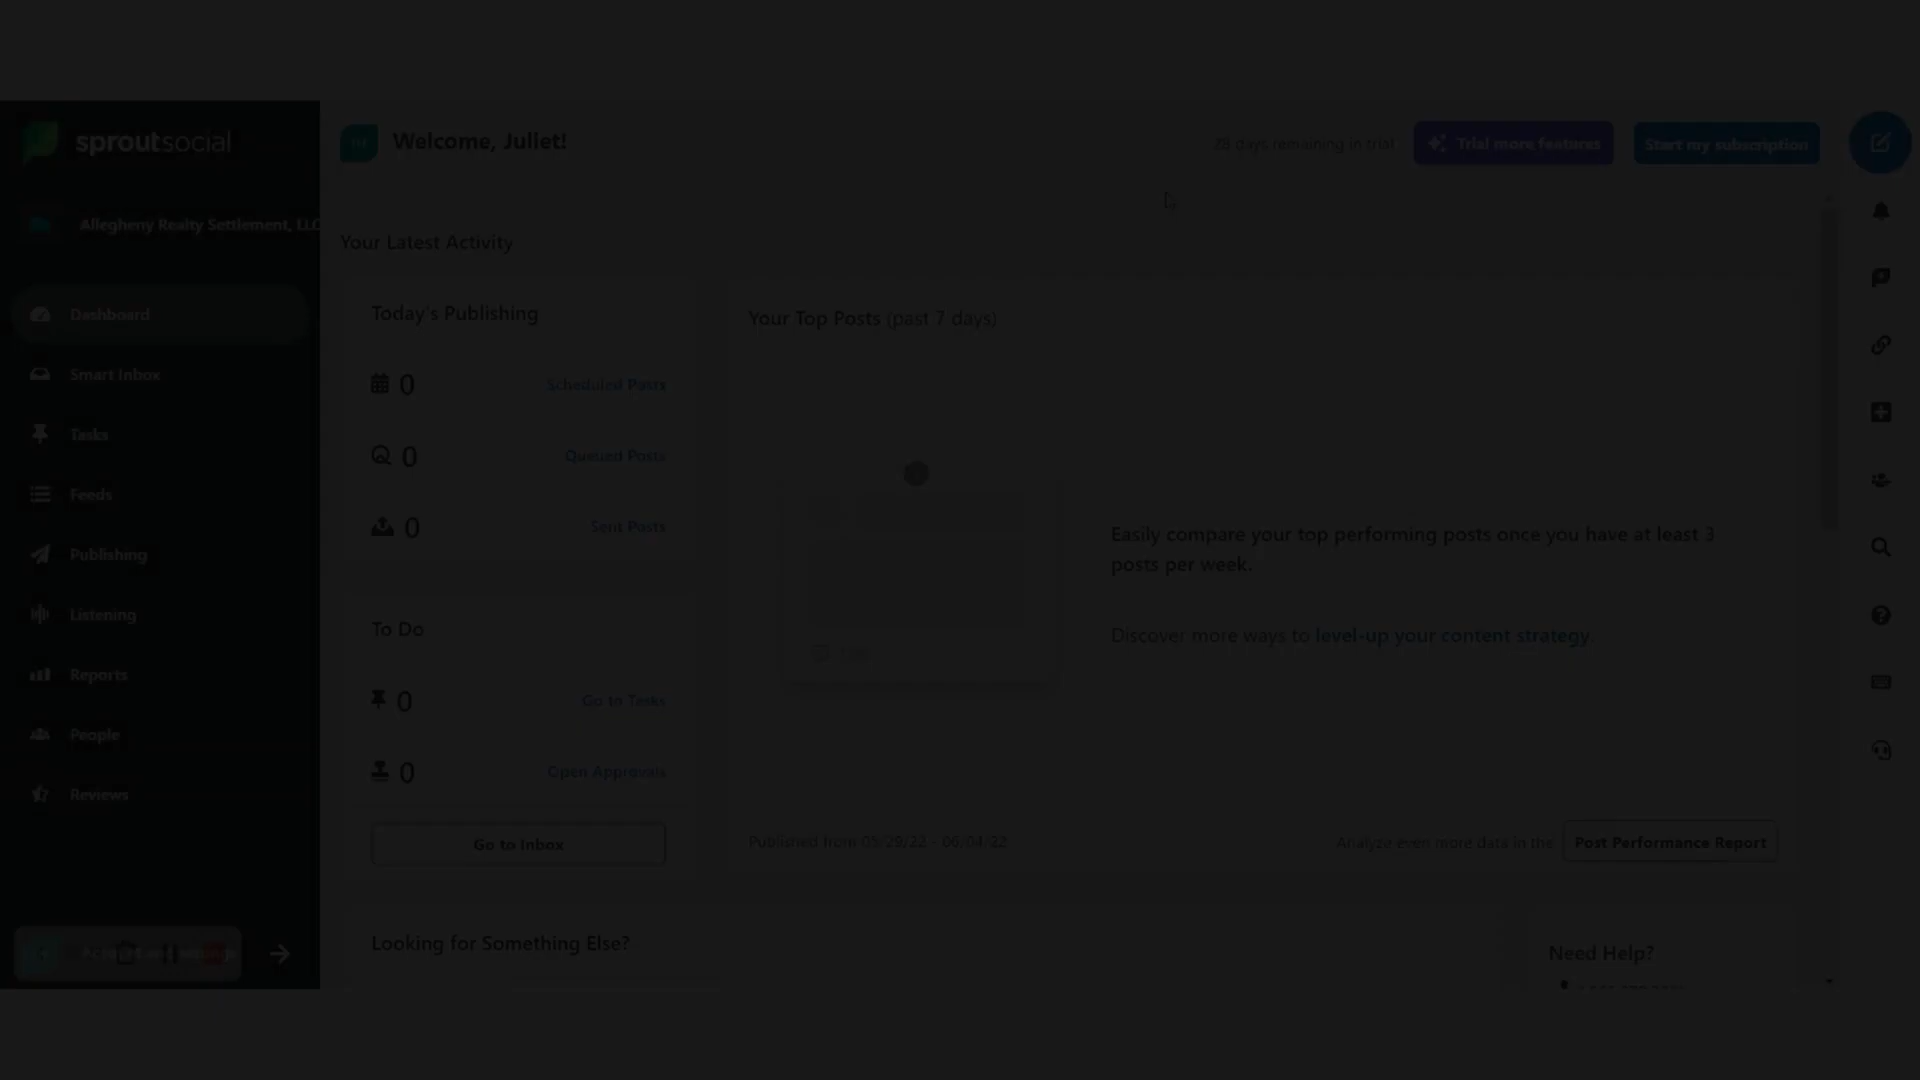 sproutsocial
Welcome, Juliet!
28 days remaining in trial
Trial more features
Start my subscription
Allegheny Realty Settlement, LLC
Dashboard
Smart Inbox
Tasks
Feeds
Publishing
Listening
Reports
People
Reviews
Your Latest Activity
Today's Publishing
0 Scheduled Posts
0 Queued Posts
0 Sent Posts
To Do
0 Go to Tasks
0 Open Approvals
Go to Inbox
Your Top Posts (past 7 days)
Easily compare your top performing posts once you have at least 3
posts per week.
Discover more ways to level-up your content strategy.
Published from 05/29/22 - 06/04/22
Analyze even more data in the
Post Performance Report
Looking for Something Else?
Need Help?